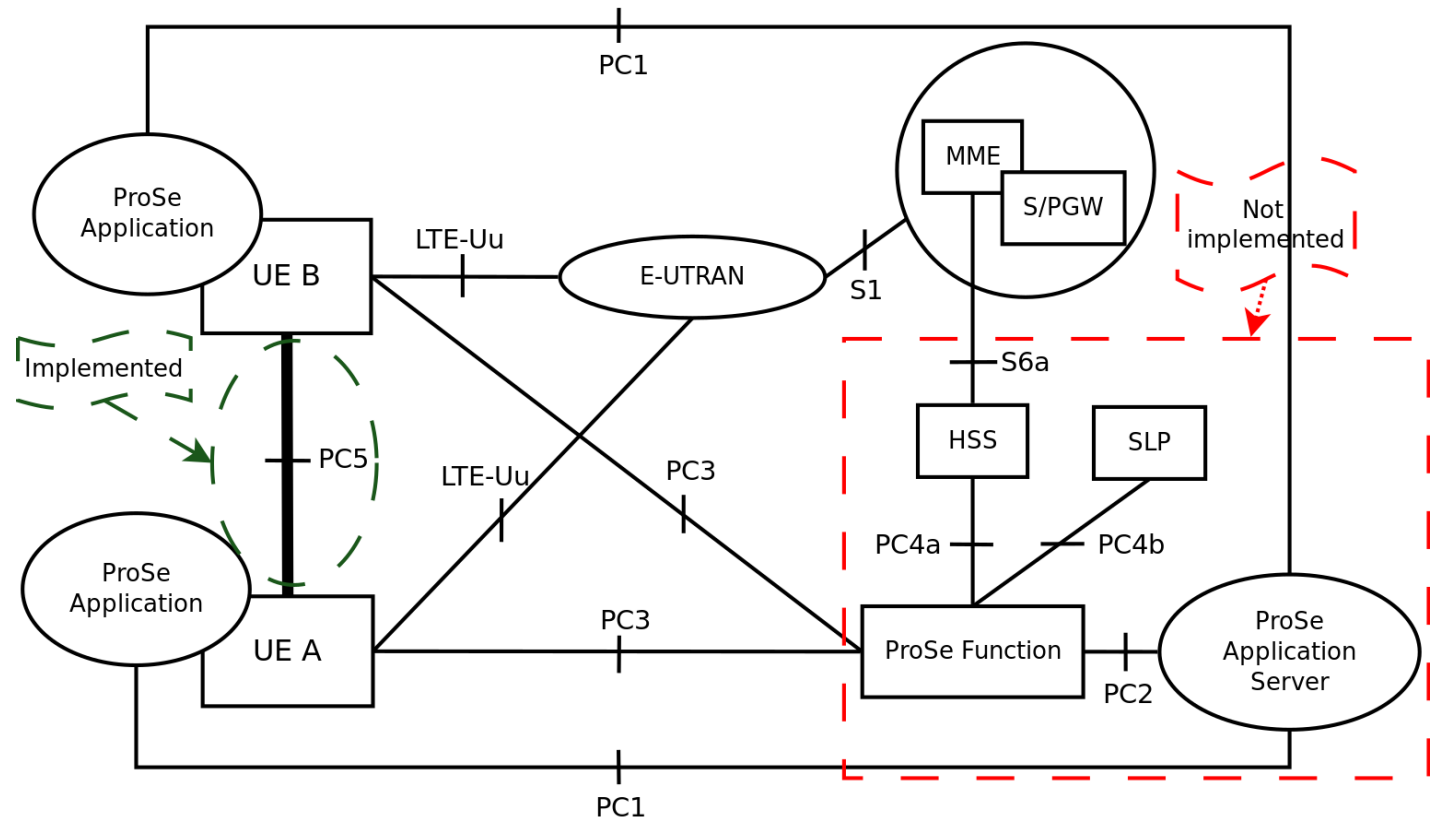 PC1
MME
ProSe
Application
S/PGW
Not
implemented
LTE-Uu
UE B
E-UTRAN
S1
Implemented
S6a
HSS
SLP
PC5
PC3
LTE-Uu
PC4a
PC4b
ProSe
Application
PC3
ProSe
Application
Server
UE A
ProSe Function
PC2
PC1